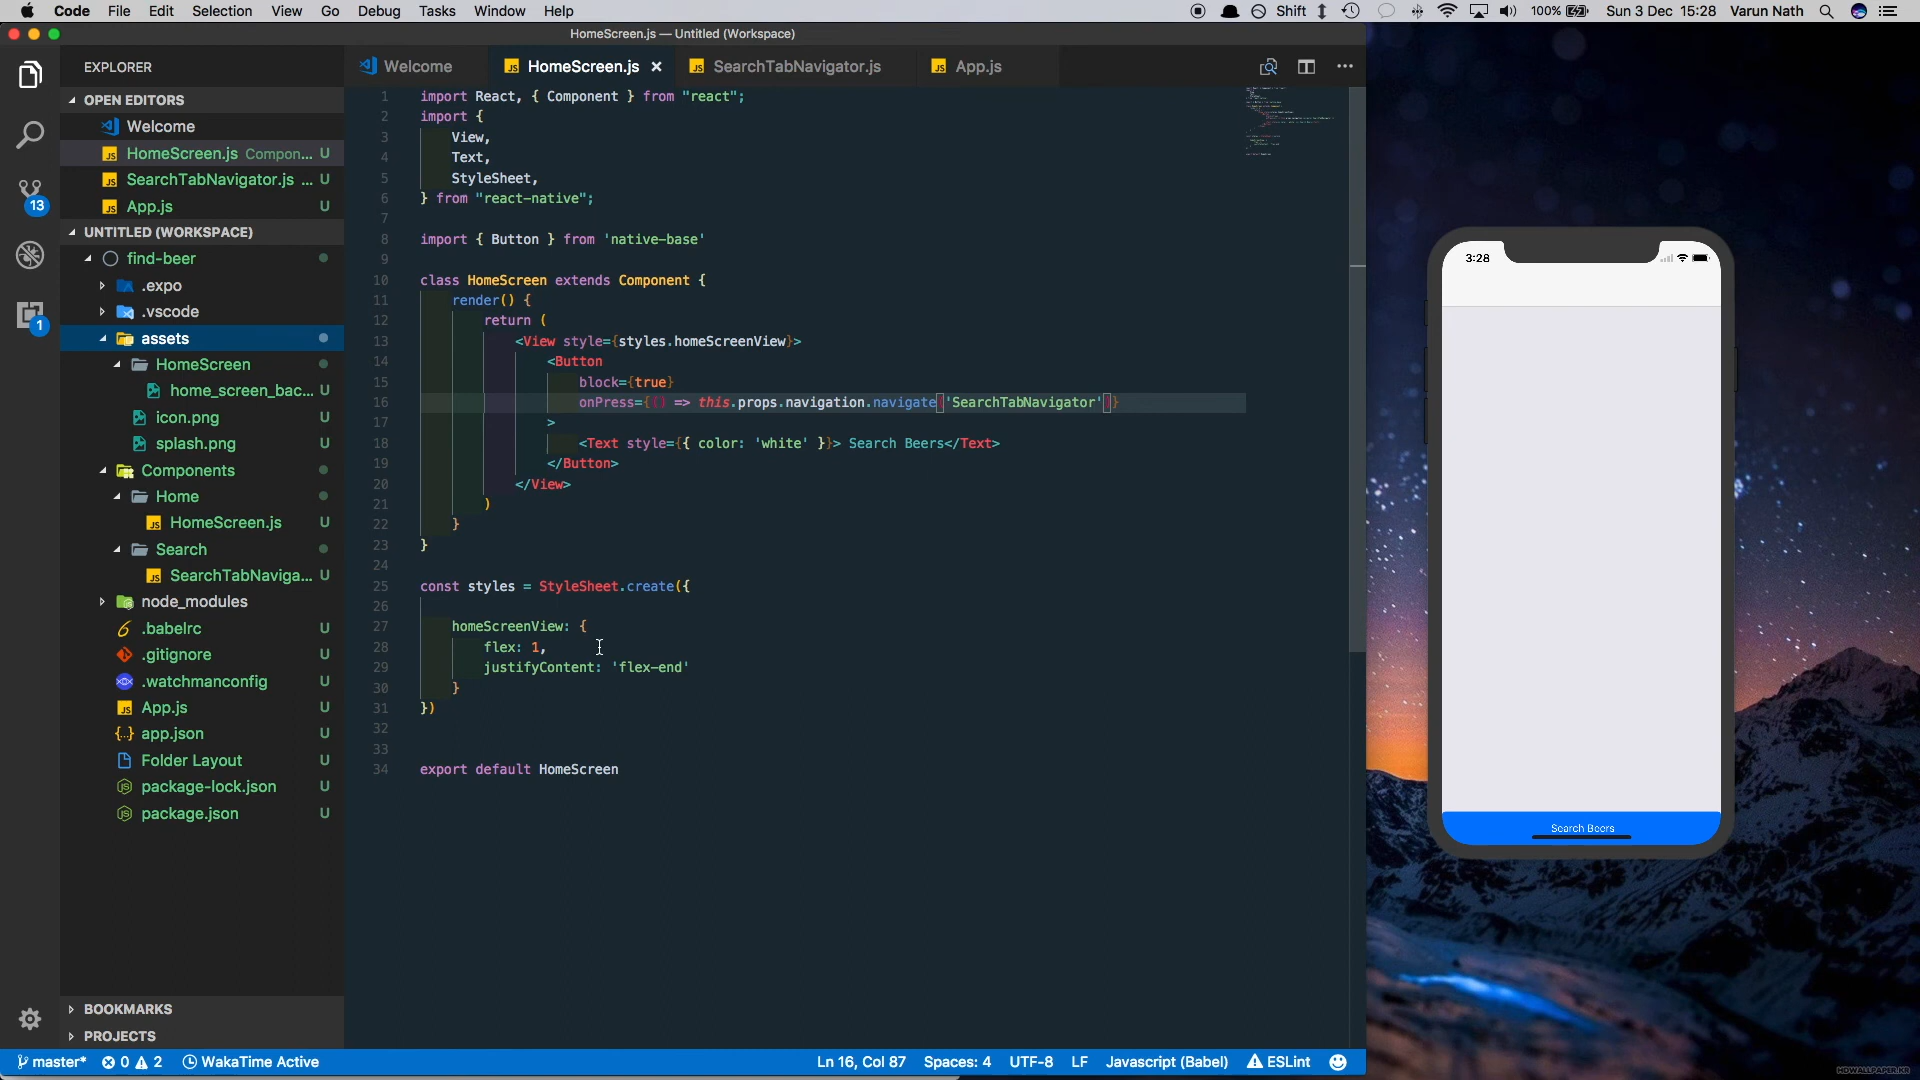 Code File Edit Selection View Go Debug Tasks Window Help Shift 100% Sun 3 Dec 15:28 Varun Nath
HomeScreen.js — Untitled (Workspace)
EXPLORER
Welcome HomeScreen.js SearchTabNavigator.js App.js
OPEN EDITORS
Welcome
HomeScreen.js Compon... U
SearchTabNavigator.js ... U
App.js U
UNTITLED (WORKSPACE)
find-beer
.expo
.vscode
assets
HomeScreen
home_screen_bac... U
icon.png U
splash.png U
Components
Home
HomeScreen.js U
Search
SearchTabNaviga... U
node_modules
.babelrc U
.gitignore U
.watchmanconfig U
App.js U
app.json U
Folder Layout U
package-lock.json U
package.json U
BOOKMARKS
PROJECTS
13
1
1 import React, { Component } from "react";
2 import {
3 View,
4 Text,
5 StyleSheet,
6 } from "react-native";
7
8 import { Button } from 'native-base'
9
10 class HomeScreen extends Component {
11 render() {
12 return (
13 <View style={styles.homeScreenView}>
14 <Button
15 block={true}
16 onPress={() => this.props.navigation.navigate('SearchTabNavigator')}
17 >
18 <Text style={{ color: 'white' }}> Search Beers</Text>
19 </Button>
20 </View>
21 )
22 }
23 }
24
25 const styles = StyleSheet.create({
26
27 homeScreenView: {
28 flex: 1,
29 justifyContent: 'flex-end'
30 }
31 })
32
33
34 export default HomeScreen
3:28
Search Beers
master* 0 2 WakaTime Active Ln 16, Col 87 Spaces: 4 UTF-8 LF Javascript (Babel) ESLint